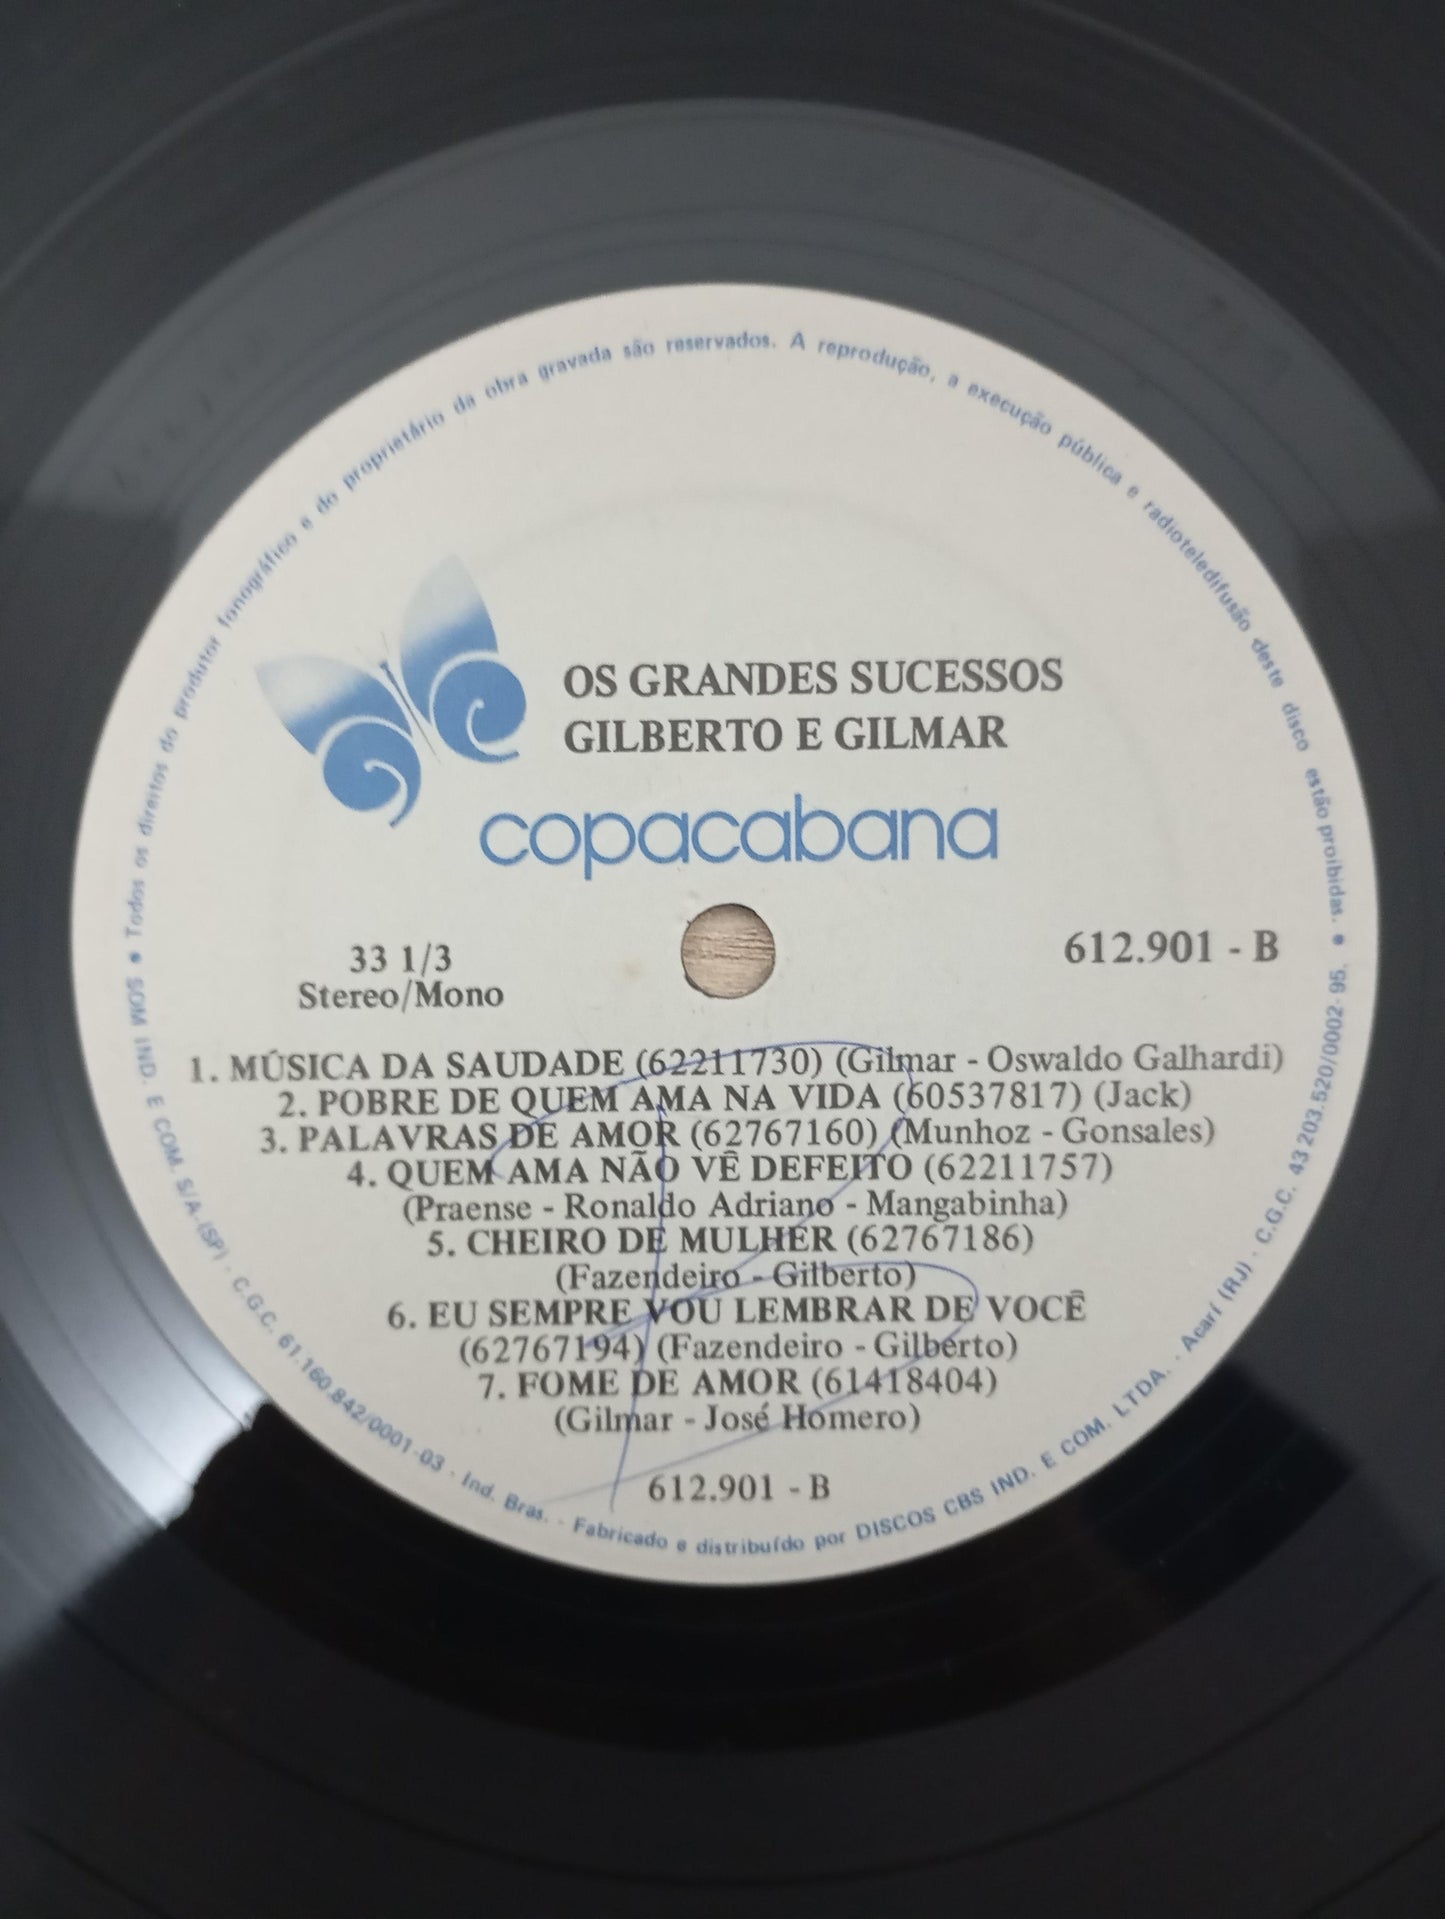 Todos os direitos do produtor fonográfico e do proprietário da obra gravada são reservados. A reprodução, a execução pública e radioteledifusão deste disco estão proibidas.
OS GRANDES SUCESSOS
GILBERTO E GILMAR
copacabana
33 1/3
Stereo/Mono
612.901 - B
1. MÚSICA DA SAUDADE (62211730) (Gilmar - Oswaldo Galhardi)
2. POBRE DE QUEM AMA NA VIDA (60537817) (Jack)
3. PALAVRAS DE AMOR (62767160) (Munhoz - Gonsales)
4. QUEM AMA NÃO VÊ DEFEITO (62211757)
(Praense - Ronaldo Adriano - Mangabinha)
5. CHEIRO DE MULHER (62767186)
(Fazendeiro - Gilberto)
6. EU SEMPRE VOU LEMBRAR DE VOCÊ
(62767194) (Fazendeiro - Gilberto)
7. FOME DE AMOR (61418404)
(Gilmar - José Homero)
612.901 - B
SOM IND. E COM. S/A-(SP) - C.G.C. 61.160.842/0001-03 - Ind. Bras. - Fabricado e distribuído por DISCOS CBS IND. E COM. LTDA. - Acarí (RJ) - C.G.C. 43203.520/0002-95.